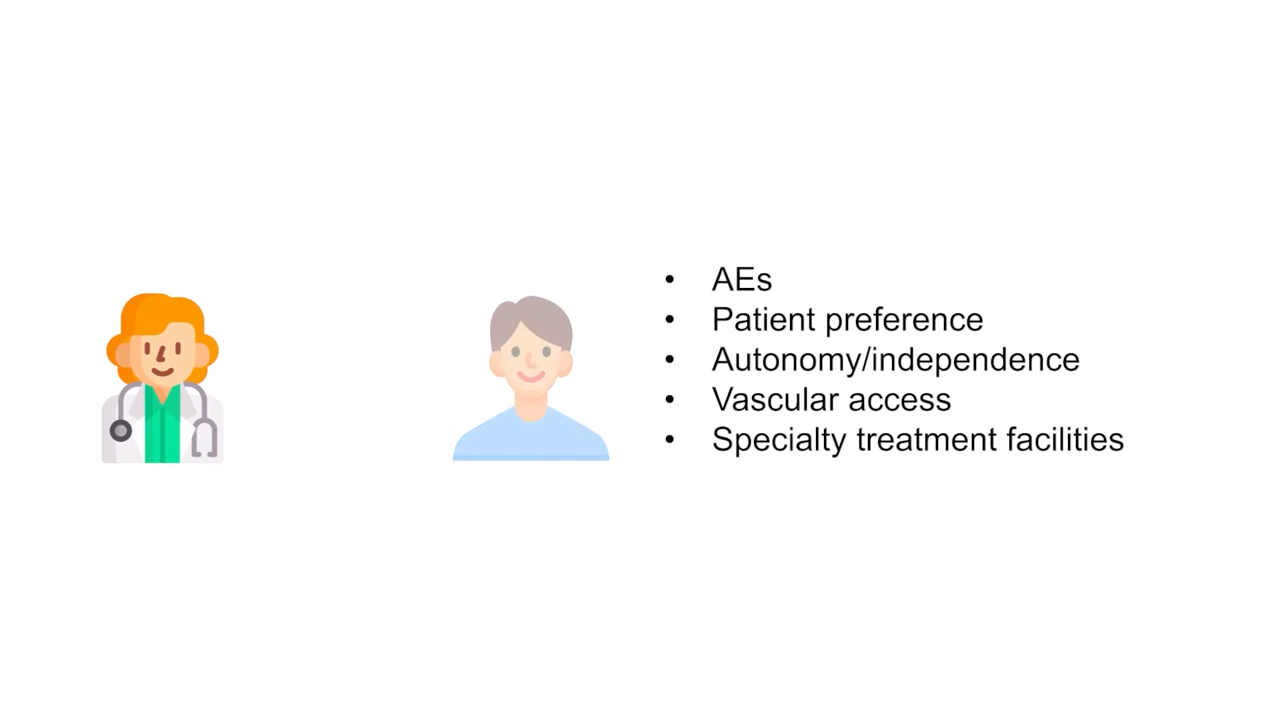 • AEs
• Patient preference
• Autonomy/independence
• Vascular access
• Specialty treatment facilities